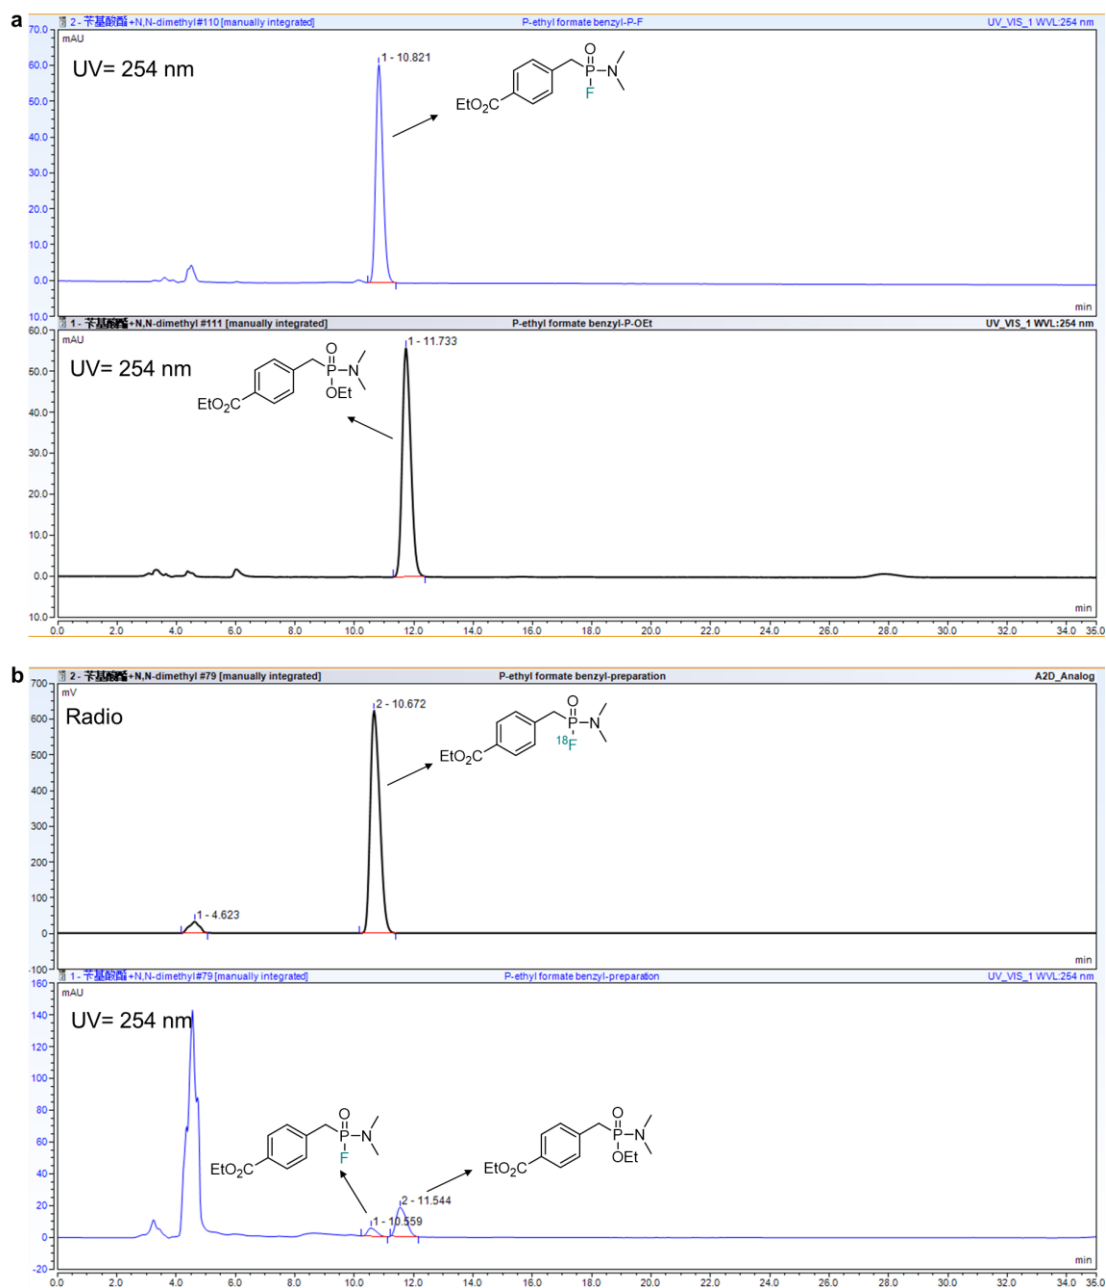 a
2 - 苄基酸酯+N,N-dimethyl#110 [manually integrated] P-ethyl formate benzyl-P-F UV_VIS_1 WVL:254 nm
70.0
mAU
UV= 254 nm
1 - 10.821
O
P N
F
EtO2C
60.0
50.0
40.0
30.0
20.0
10.0
0.0
10.0
min
1 - 苄基酸酯+N,N-dimethyl #111 [manually integrated] P-ethyl formate benzyl-P-OEt UV_VIS_1 WVL:254 nm
60.0
mAU
UV= 254 nm
1 - 11.733
O
P N
OEt
EtO2C
50.0
40.0
30.0
20.0
10.0
0.0
10.0
min
0.0 2.0 4.0 6.0 8.0 10.0 12.0 14.0 16.0 18.0 20.0 22.0 24.0 26.0 28.0 30.0 32.0 34.0 35.0
b
2 - 苄基酸酯+N,N-dimethyl #79 [manually integrated] P-ethyl formate benzyl-preparation A2D_Analog
700
mV
Radio
2 - 10.672
O
P N
18F
EtO2C
600
500
400
300
200
100
1 - 4.623
0
-100
min
1 - 苄基酸酯+N,N-dimethyl#79 [manually integrated] P-ethyl formate benzyl-preparation UV_VIS_1 WVL:254 nm
160
mAU
UV= 254 nm
140
120
100
80
60
40
20
0
-20
O
P N
F
EtO2C
O
P N
OEt
EtO2C
2 - 11.544
1 - 10.559
min
0.0 2.0 4.0 6.0 8.0 10.0 12.0 14.0 16.0 18.0 20.0 22.0 24.0 26.0 28.0 30.0 32.0 34.0 35.0